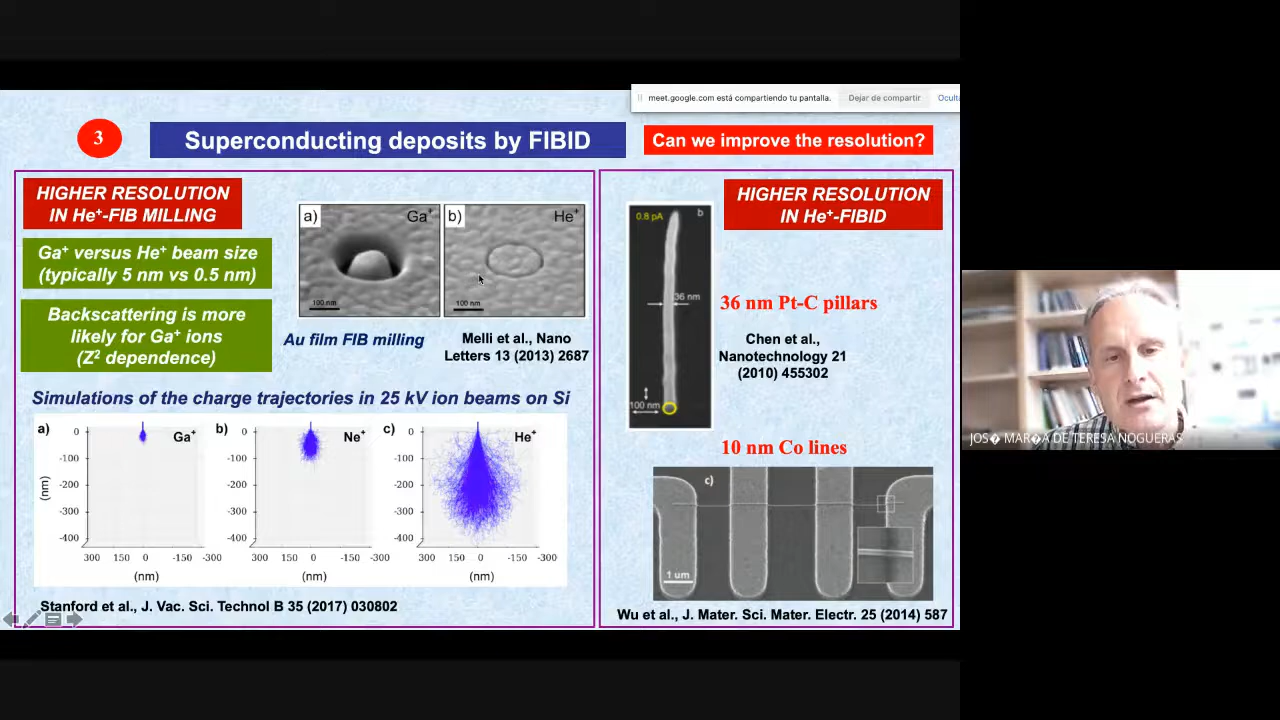 meet.google.com está compartiendo tu pantalla.
Dejar de compartir
Oculta
3
Superconducting deposits by FIBID
Can we improve the resolution?
HIGHER RESOLUTION
IN He⁺-FIB MILLING
Ga⁺ versus He⁺ beam size
(typically 5 nm vs 0.5 nm)
Backscattering is more
likely for Ga⁺ ions
(Z² dependence)
a)
Ga⁺
100 nm
b)
He⁺
100 nm
Au film FIB milling
Melli et al., Nano
Letters 13 (2013) 2687
Simulations of the charge trajectories in 25 kV ion beams on Si
a)
Ga⁺
0
-100
-200
-300
-400
(nm)
300 150 0 -150 -300
(nm)
b)
Ne⁺
0
-100
-200
-300
-400
300 150 0 -150 -300
(nm)
c)
He⁺
0
-100
-200
-300
-400
300 150 0 -150 -300
(nm)
Stanford et al., J. Vac. Sci. Technol B 35 (2017) 030802
HIGHER RESOLUTION
IN He⁺-FIBID
0.6 pA
b
36 nm
100 nm
36 nm Pt-C pillars
Chen et al.,
Nanotechnology 21
(2010) 455302
10 nm Co lines
c)
1 um
Wu et al., J. Mater. Sci. Mater. Electr. 25 (2014) 587
JOS� MAR�A DE TERESA NOGUERAS